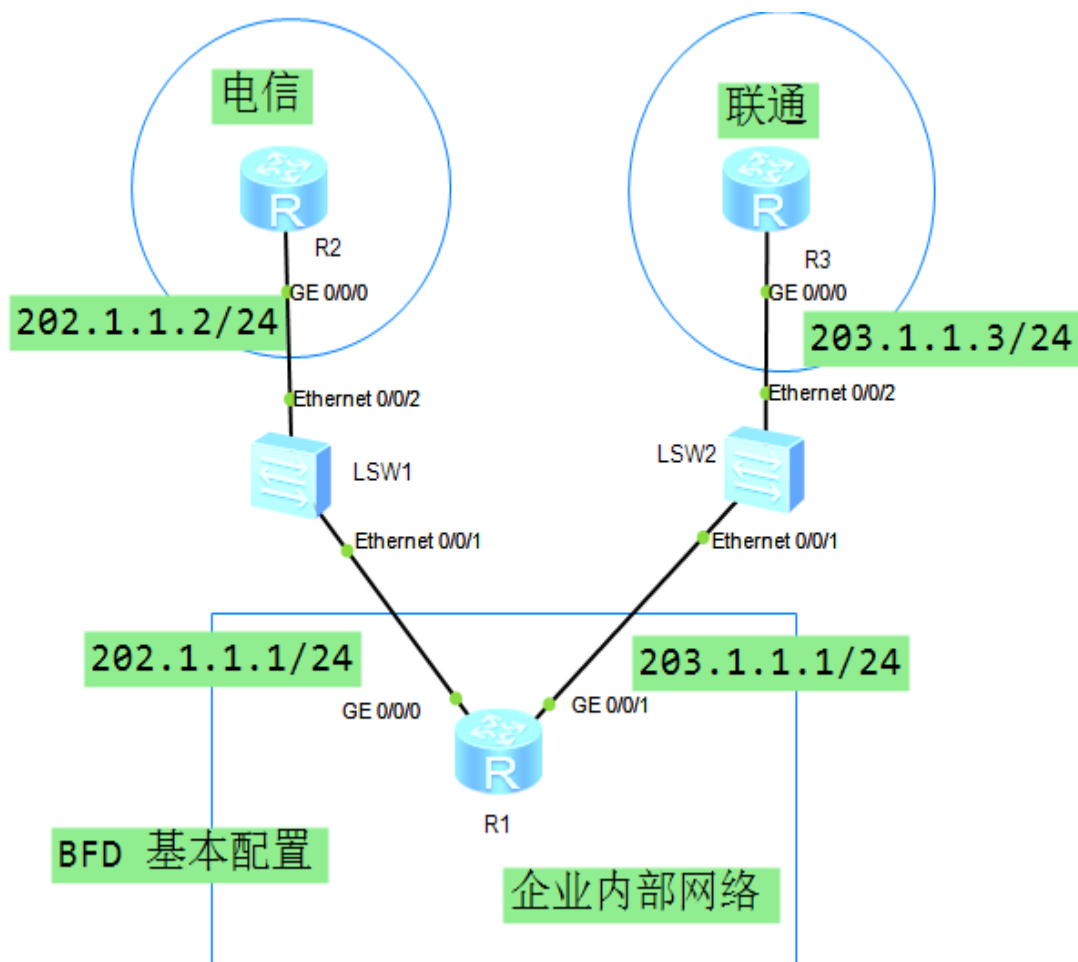 电信
联通
R2
R3
GE 0/0/0
GE 0/0/0
202.1.1.2/24
203.1.1.3/24
Ethernet 0/0/2
Ethernet 0/0/2
LSW1
LSW2
Ethernet 0/0/1
Ethernet 0/0/1
202.1.1.1/24
203.1.1.1/24
GE 0/0/0
GE 0/0/1
R1
BFD 基本配置
企业内部网络